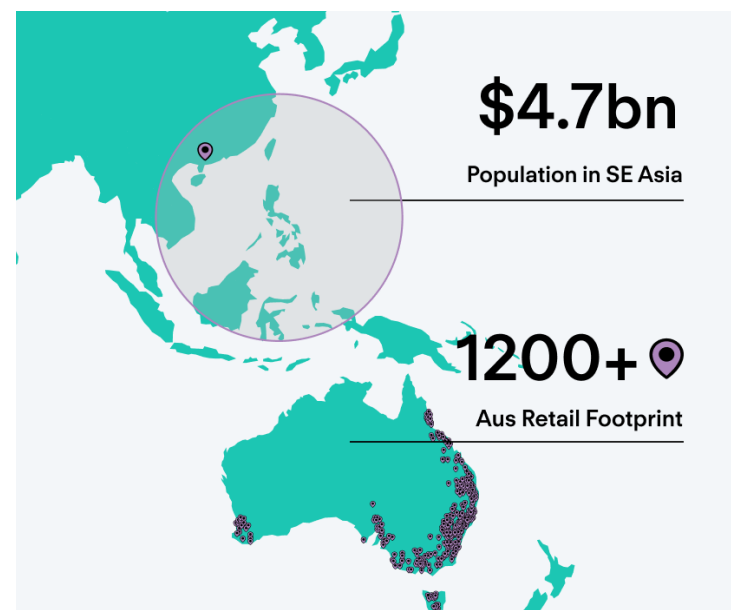 $4.7bn
Population in SE Asia
1200+
Aus Retail Footprint